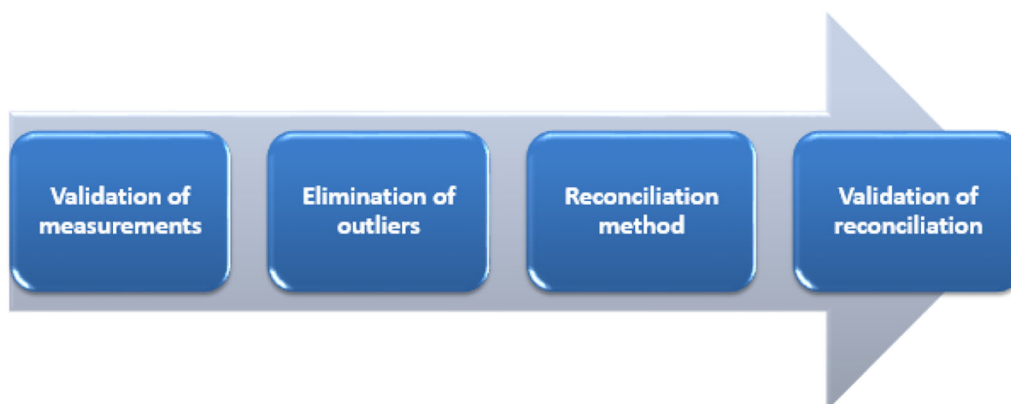 Validation of
measurements
Elimination of
outliers
Reconciliation
method
Validation of
reconciliation